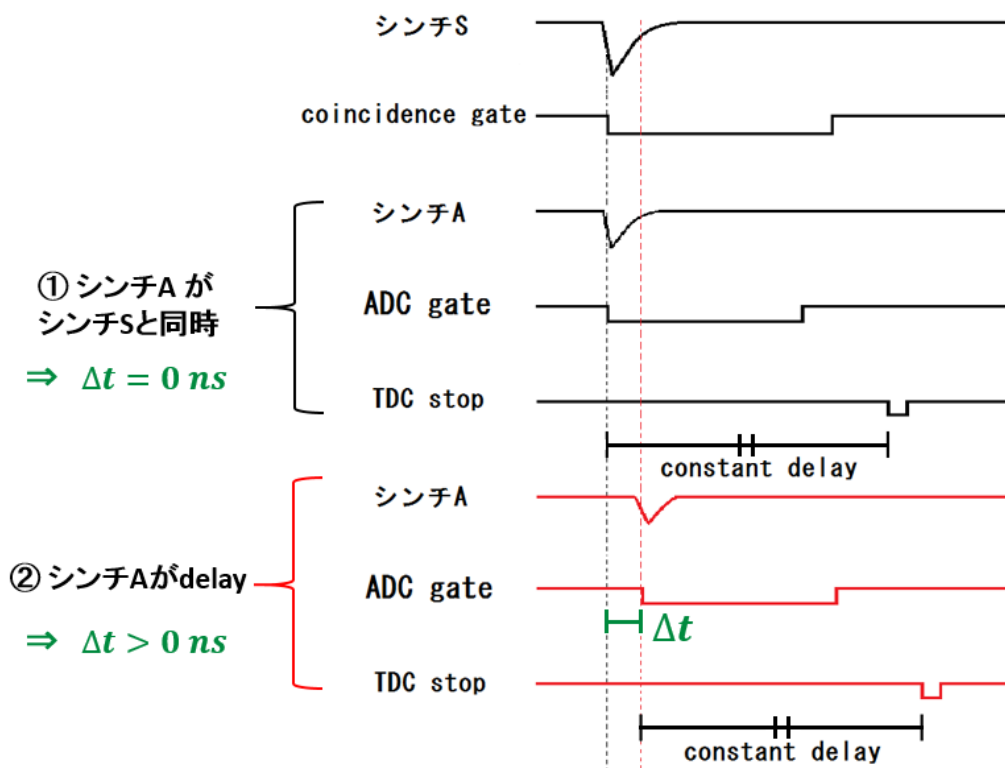 シンチS
coincidence gate
シンチA
① シンチA が
シンチSと同時
⇒ Δt = 0 ns
ADC gate
TDC stop
constant delay
シンチA
② シンチAがdelay
⇒ Δt > 0 ns
ADC gate
Δt
TDC stop
constant delay